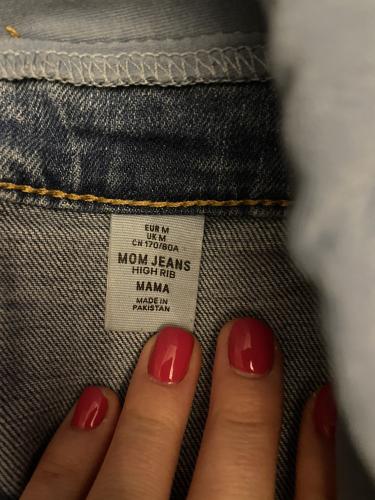 EUR M
UK M
CN 170/80A
MOM JEANS
HIGH RIB
MAMA
MADE IN
PAKISTAN